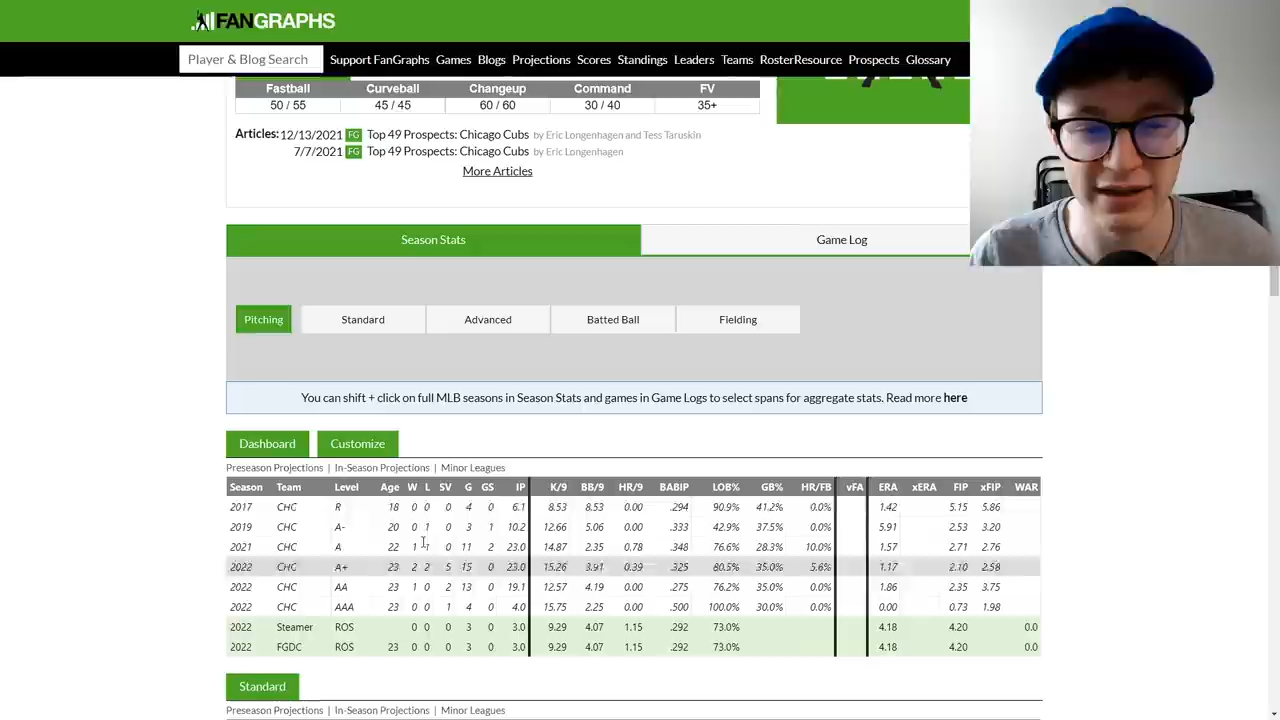 FANGRAPHS
Player & Blog Search Support FanGraphs Games Blogs Projections Scores Standings Leaders Teams RosterResource Prospects Glossary
Fastball Curveball Changeup Command FV
50 / 55 45 / 45 60 / 60 30 / 40 35+
Articles: 12/13/2021 FG Top 49 Prospects: Chicago Cubs by Eric Longenhagen and Tess Taruskin
7/7/2021 FG Top 49 Prospects: Chicago Cubs by Eric Longenhagen
More Articles
Season Stats Game Log
Pitching Standard Advanced Batted Ball Fielding
You can shift + click on full MLB seasons in Season Stats and games in Game Logs to select spans for aggregate stats. Read more here
Dashboard Customize
Preseason Projections | In-Season Projections | Minor Leagues
Season Team Level Age W L SV G GS IP K/9 BB/9 HR/9 BABIP LOB% GB% HR/FB vFA ERA xERA FIP xFIP WAR
2017 CHC R 18 0 0 0 4 0 6.1 8.53 8.53 0.00 .294 90.9% 41.2% 0.0% 1.42 5.15 5.86
2019 CHC A- 20 0 1 0 3 1 10.2 12.66 5.06 0.00 .333 42.9% 37.5% 0.0% 5.91 2.53 3.20
2021 CHC A 22 1 1 0 11 2 23.0 14.87 2.35 0.78 .348 76.6% 28.3% 10.0% 1.57 2.71 2.76
2022 CHC A+ 23 2 2 5 15 0 23.0 15.26 3.91 0.39 .325 80.5% 35.0% 5.6% 1.17 2.10 2.58
2022 CHC AA 23 1 0 2 13 0 19.1 12.57 4.19 0.00 .275 76.2% 35.0% 0.0% 1.86 2.35 3.75
2022 CHC AAA 23 0 0 1 4 0 4.0 15.75 2.25 0.00 .500 100.0% 30.0% 0.0% 0.00 0.73 1.98
2022 Steamer ROS 0 0 0 3 0 3.0 9.29 4.07 1.15 .292 73.0% 4.18 4.20 0.0
2022 FGDC ROS 23 0 0 0 3 0 3.0 9.29 4.07 1.15 .292 73.0% 4.18 4.20 0.0
Standard
Preseason Projections | In-Season Projections | Minor Leagues